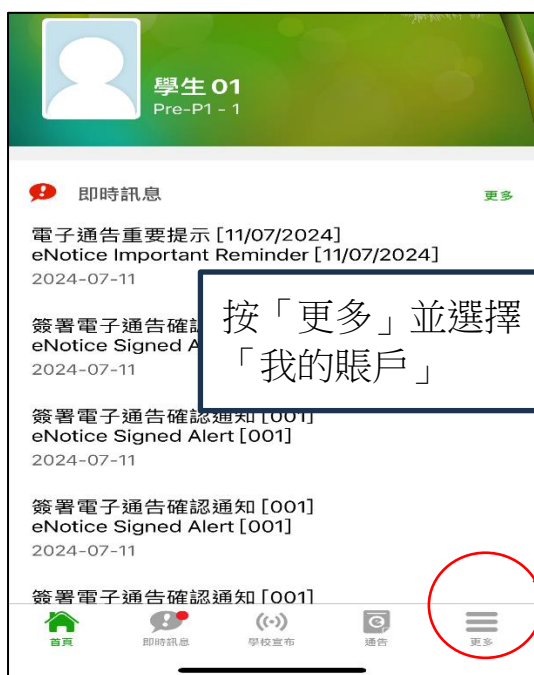 學生 01
Pre-P1 - 1
即時訊息
更多
電子通告重要提示 [11/07/2024]
eNotice Important Reminder [11/07/2024]
2024-07-11
按「更多」並選擇
「我的賬戶」
簽署電子通告確認
eNotice Signed A
2024-07-11
簽署電子通告確認通知 [001]
eNotice Signed Alert [001]
2024-07-11
簽署電子通告確認通知 [001]
eNotice Signed Alert [001]
2024-07-11
簽署電子通告確認通知 [001]
首頁
即時訊息
學校宣布
通告
更多